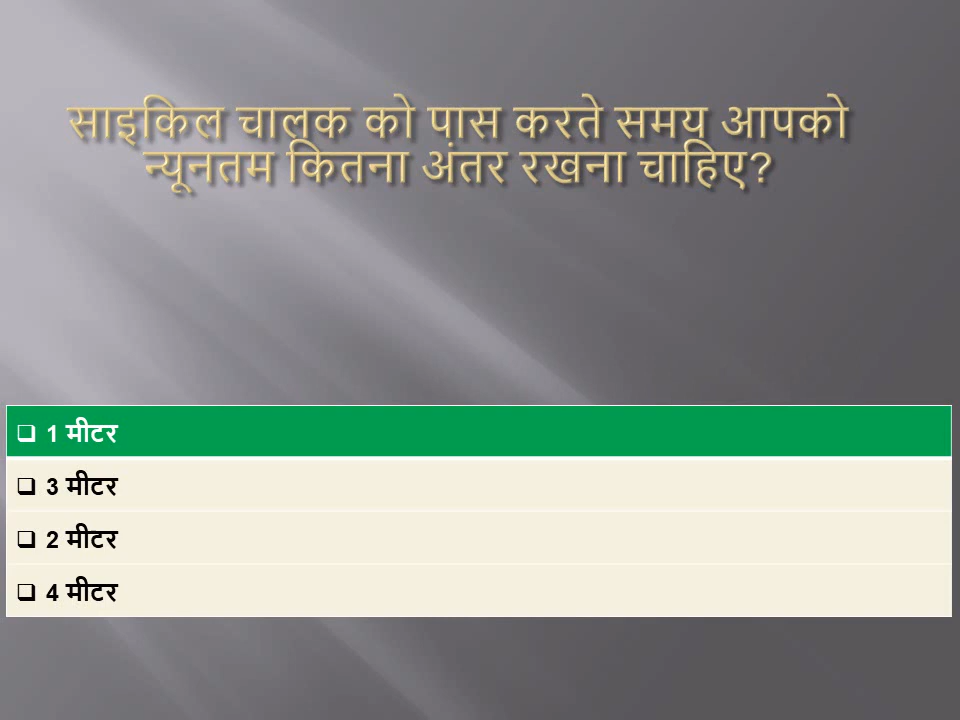 साइकिल चालक को पा़स करते समय आपको
न्यूनतम कितना अंतर रखना चाहिए?
❑ 1 मीटर
❑ 3 मीटर
❑ 2 मीटर
❑ 4 मीटर